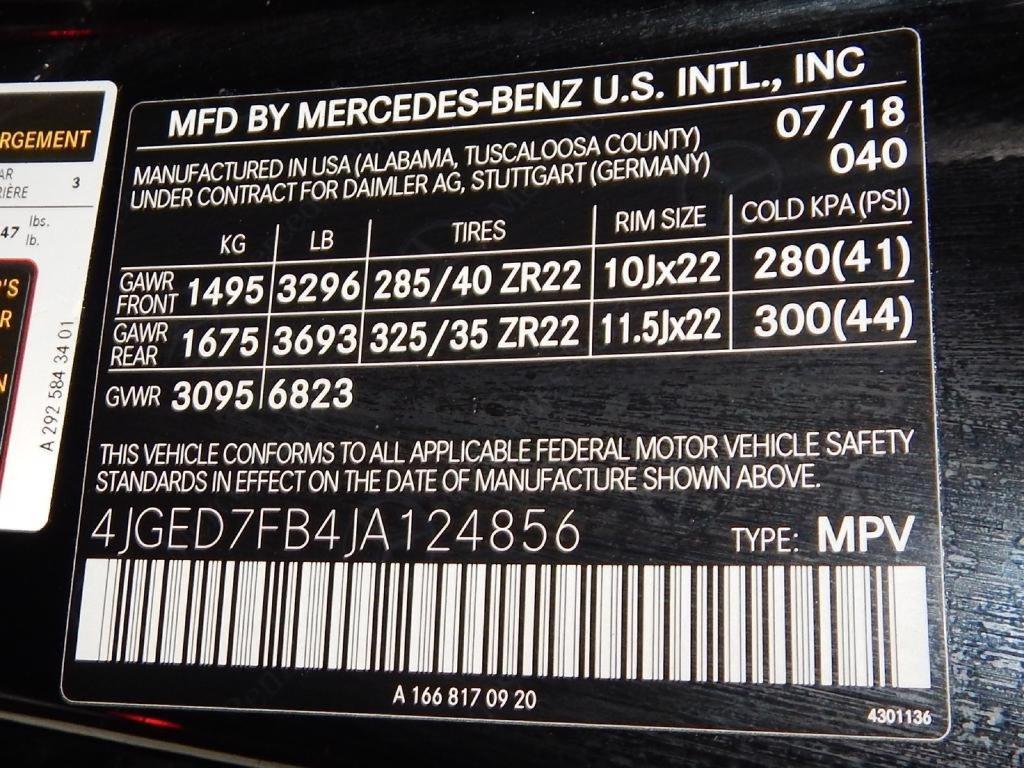 RGEMENT
AR
RIÈRE 3
47 lbs.
lb.
'S
R
N
A 292 584 34 01
MFD BY MERCEDES-BENZ U.S. INTL., INC
MANUFACTURED IN USA (ALABAMA, TUSCALOOSA COUNTY) 07/18
UNDER CONTRACT FOR DAIMLER AG, STUTTGART (GERMANY) 040
KG LB TIRES RIM SIZE COLD KPA (PSI)
GAWR FRONT 1495 3296 285/40 ZR22 10Jx22 280(41)
GAWR REAR 1675 3693 325/35 ZR22 11.5Jx22 300(44)
GVWR 3095 6823
THIS VEHICLE CONFORMS TO ALL APPLICABLE FEDERAL MOTOR VEHICLE SAFETY
STANDARDS IN EFFECT ON THE DATE OF MANUFACTURE SHOWN ABOVE.
4JGED7FB4JA124856 TYPE: MPV
A 166 817 09 20
4301136